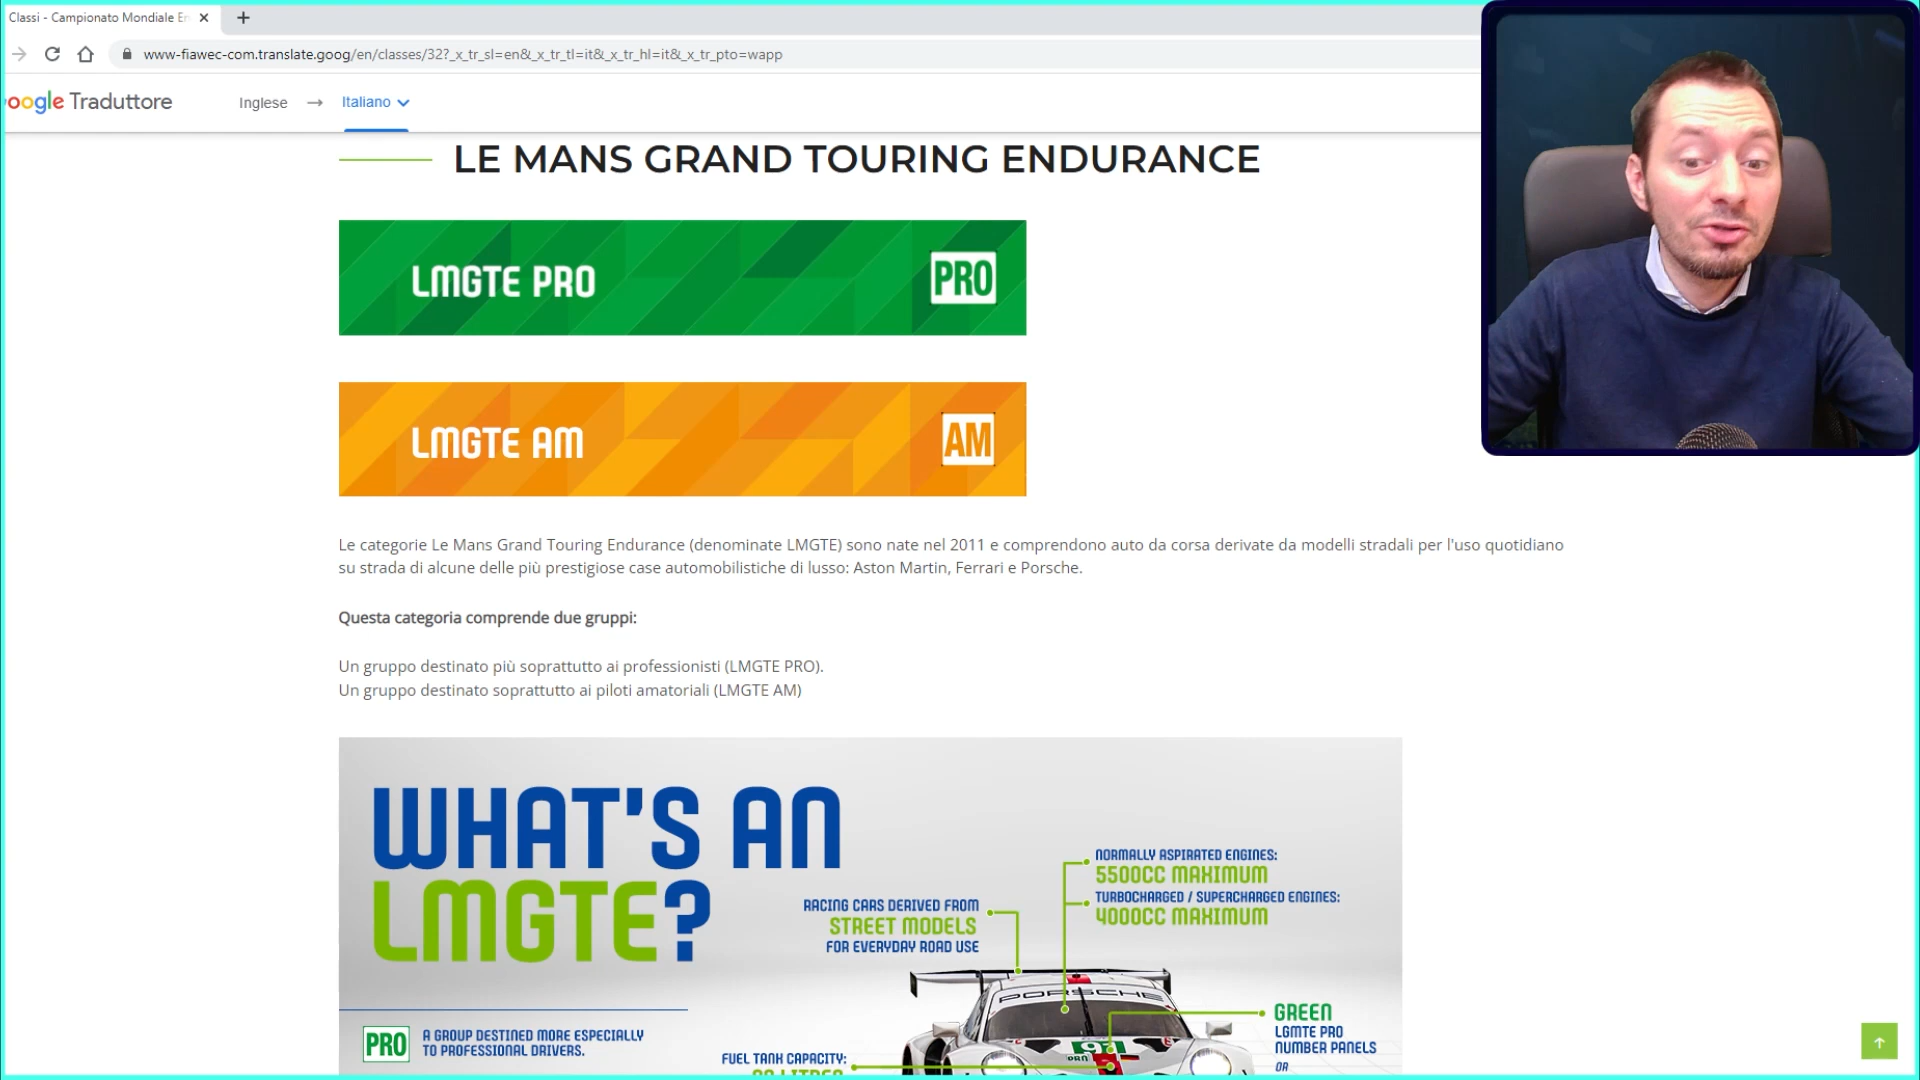 Classi - Campionato Mondiale En
www-fiawec-com.translate.goog/en/classes/32?_x_tr_sl=en&_x_tr_tl=it&_x_tr_hl=it&_x_tr_pto=wapp
oogle Traduttore
Inglese → Italiano
LE MANS GRAND TOURING ENDURANCE
LMGTE PRO
PRO
LMGTE AM
AM
Le categorie Le Mans Grand Touring Endurance (denominate LMGTE) sono nate nel 2011 e comprendono auto da corsa derivate da modelli stradali per l'uso quotidiano
su strada di alcune delle più prestigiose case automobilistiche di lusso: Aston Martin, Ferrari e Porsche.
Questa categoria comprende due gruppi:
Un gruppo destinato più soprattutto ai professionisti (LMGTE PRO).
Un gruppo destinato soprattutto ai piloti amatoriali (LMGTE AM)
WHAT'S AN
LMGTE?
RACING CARS DERIVED FROM
STREET MODELS
FOR EVERYDAY ROAD USE
NORMALLY ASPIRATED ENGINES:
5500CC MAXIMUM
TURBOCHARGED / SUPERCHARGED ENGINES:
4000CC MAXIMUM
PRO
A GROUP DESTINED MORE ESPECIALLY
TO PROFESSIONAL DRIVERS.
FUEL TANK CAPACITY:
PORSCHE
91
GREEN
LGMTE PRO
NUMBER PANELS
OR